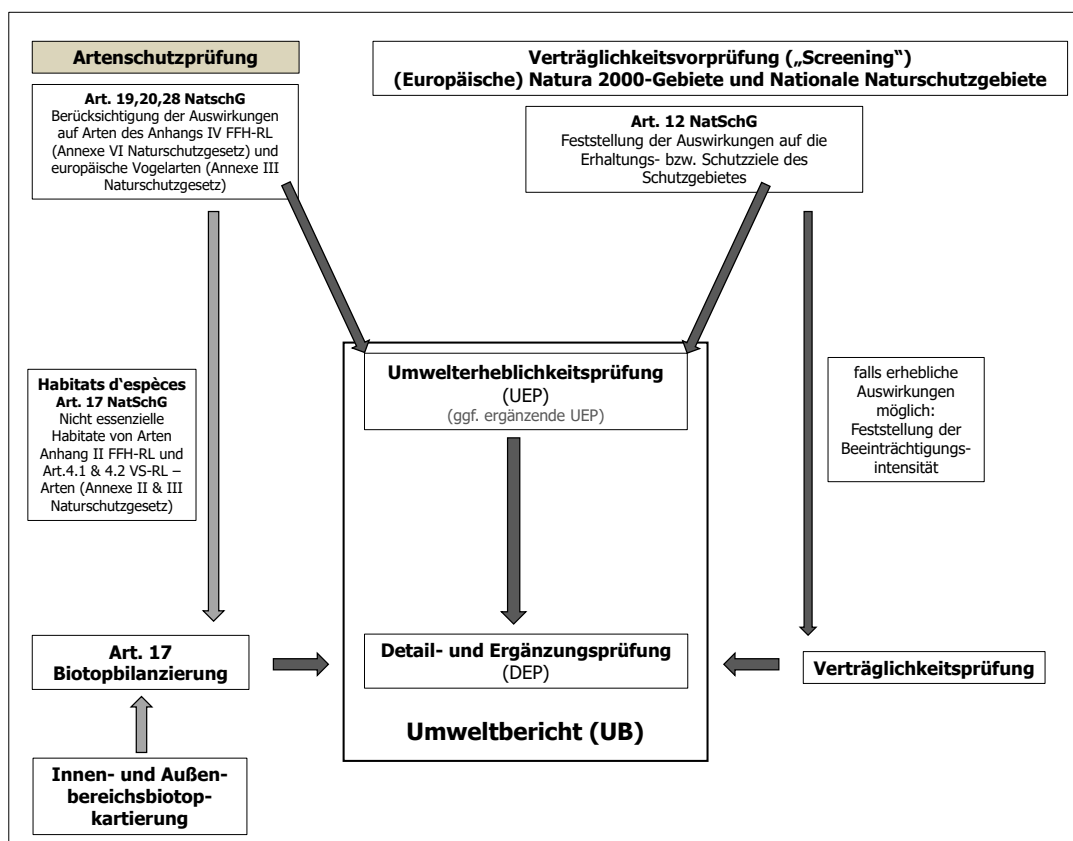 Artenschutzprüfung
Art. 19,20,28 NatschG
Berücksichtigung der Auswirkungen
auf Arten des Anhangs IV FFH-RL
(Annexe VI Naturschutzgesetz) und
europäische Vogelarten (Annexe III
Naturschutzgesetz)
Verträglichkeitsvorprüfung („Screening“)
(Europäische) Natura 2000-Gebiete und Nationale Naturschutzgebiete
Art. 12 NatSchG
Feststellung der Auswirkungen auf die
Erhaltungs- bzw. Schutzziele des
Schutzgebietes
Habitats d‘espèces
Art. 17 NatSchG
Nicht essenzielle
Habitate von Arten
Anhang II FFH-RL und
Art.4.1 & 4.2 VS-RL –
Arten (Annexe II & III
Naturschutzgesetz)
Umwelterheblichkeitsprüfung
(UEP)
(ggf. ergänzende UEP)
falls erhebliche
Auswirkungen
möglich:
Feststellung der
Beeinträchtigungs-
intensität
Art. 17
Biotopbilanzierung
Detail- und Ergänzungsprüfung
(DEP)
Verträglichkeitsprüfung
Umweltbericht (UB)
Innen- und Außen-
bereichsbiotop-
kartierung